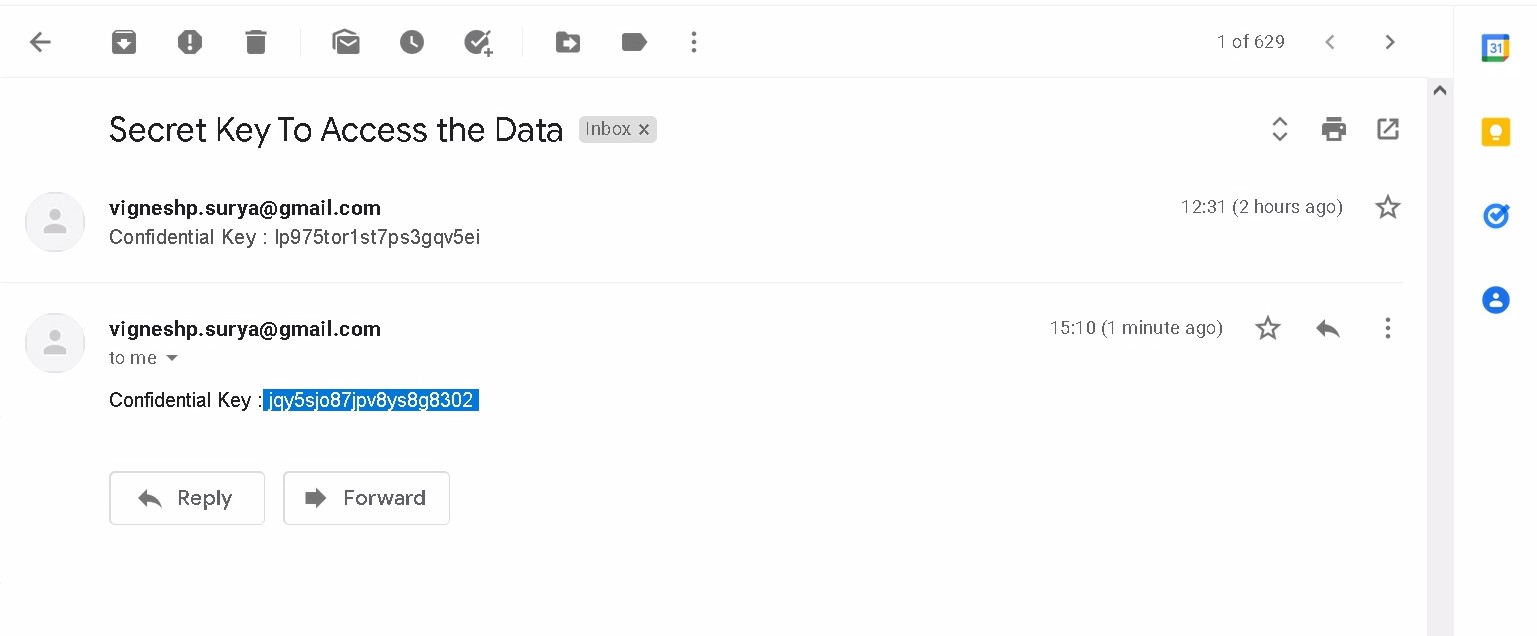 1 of 629
31
Secret Key To Access the Data Inbox x
vigneshp.surya@gmail.com 12:31 (2 hours ago)
Confidential Key : lp975tor1st7ps3gqv5ei
vigneshp.surya@gmail.com 15:10 (1 minute ago)
to me
Confidential Key : jqy5sjo87jpv8ys8g8302
Reply Forward